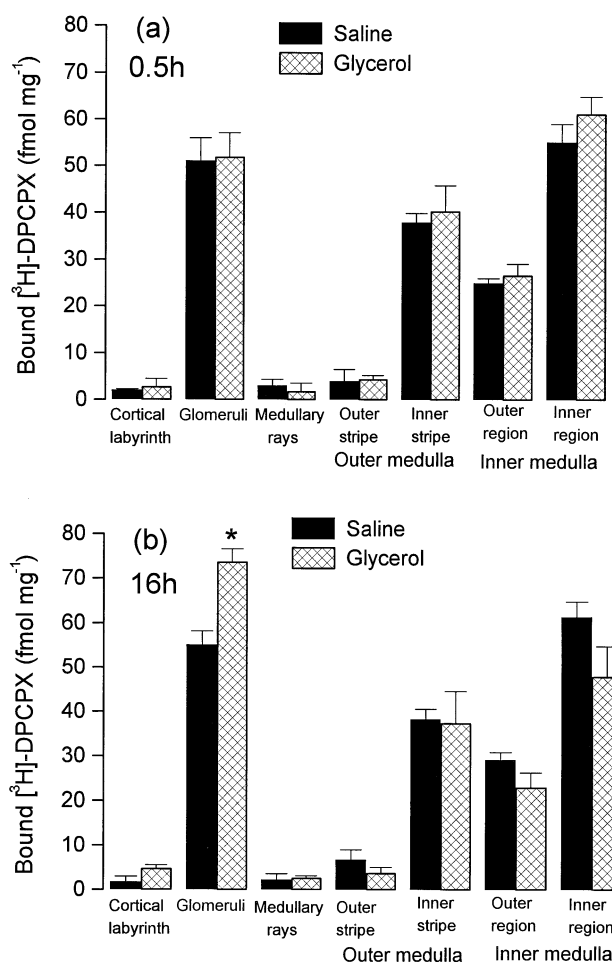 80
70
60
50
40
30
20
10
0
Bound [³H]-DPCPX (fmol mg⁻¹)
(a)
0.5h
Saline
Glycerol
Cortical labyrinth
Glomeruli
Medullary rays
Outer stripe
Inner stripe
Outer region
Inner region
Outer medulla
Inner medulla
80
70
60
50
40
30
20
10
0
Bound [³H]-DPCPX (fmol mg⁻¹)
(b)
16h
*
Saline
Glycerol
Cortical labyrinth
Glomeruli
Medullary rays
Outer stripe
Inner stripe
Outer region
Inner region
Outer medulla
Inner medulla